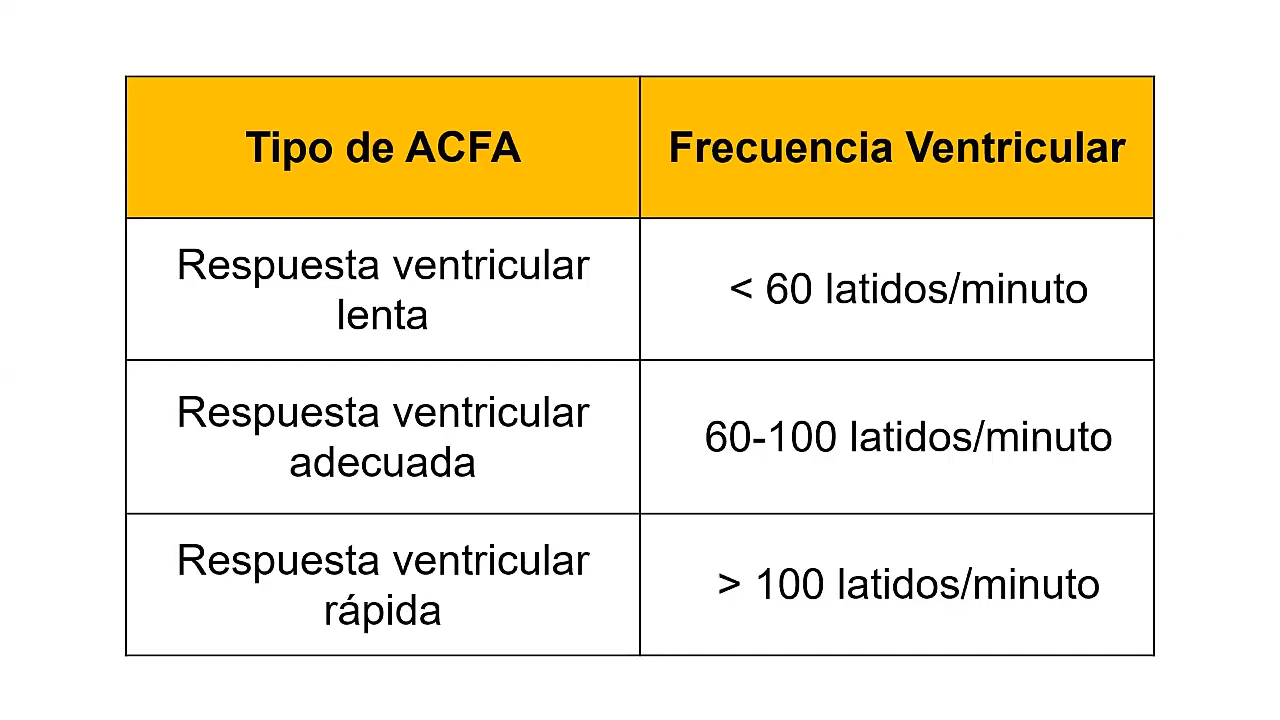 Tipo de ACFA
Frecuencia Ventricular
Respuesta ventricular
lenta
< 60 latidos/minuto
Respuesta ventricular
adecuada
60-100 latidos/minuto
Respuesta ventricular
rápida
> 100 latidos/minuto